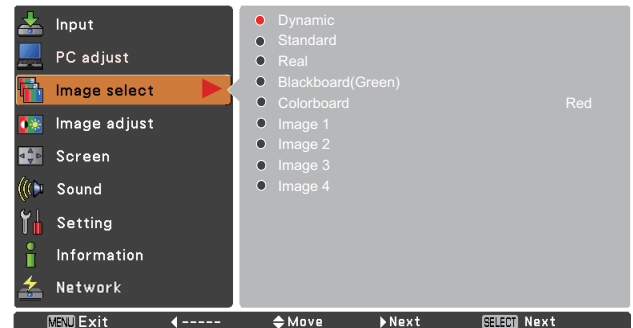 Input
PC adjust
Image select
Image adjust
Screen
Sound
Setting
Information
Network
Dynamic
Standard
Real
Blackboard(Green)
Colorboard Red
Image 1
Image 2
Image 3
Image 4
MENU Exit ----- Move Next SELECT Next